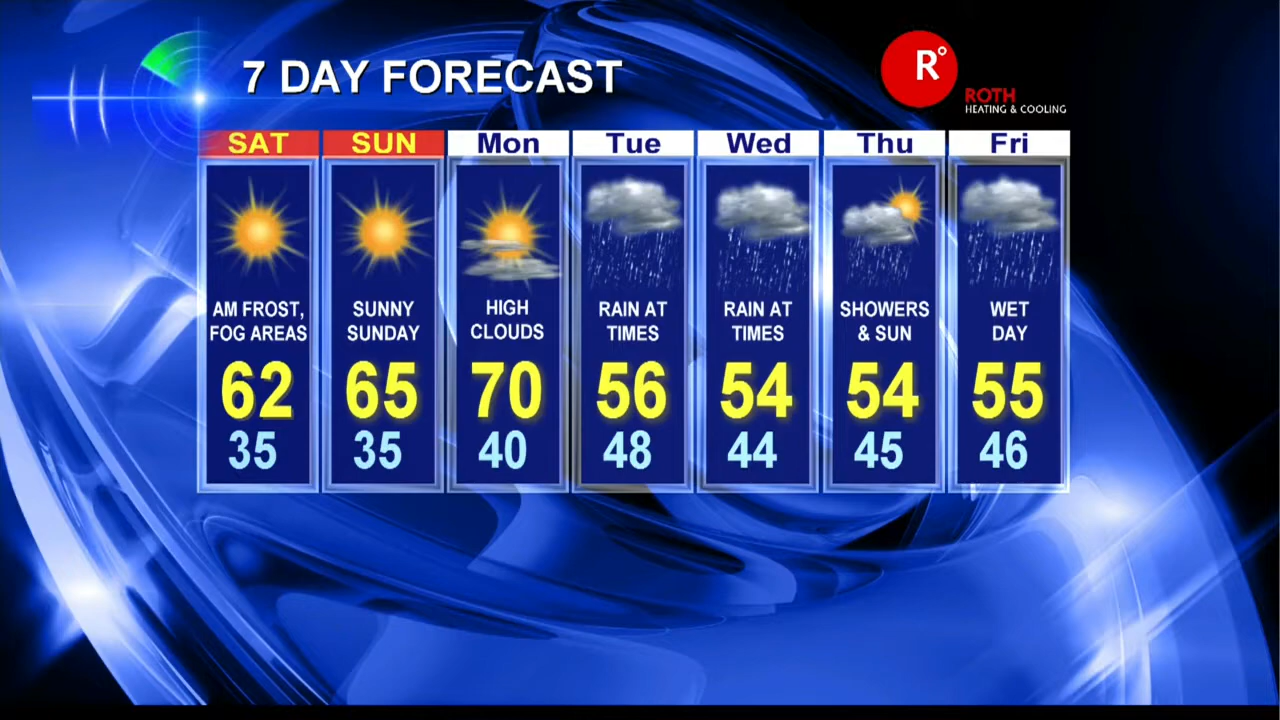 7 DAY FORECAST
R°
ROTH
HEATING & COOLING
SAT SUN Mon Tue Wed Thu Fri
AM FROST, SUNNY HIGH RAIN AT RAIN AT SHOWERS WET
FOG AREAS SUNDAY CLOUDS TIMES TIMES & SUN DAY
62 65 70 56 54 54 55
35 35 40 48 44 45 46